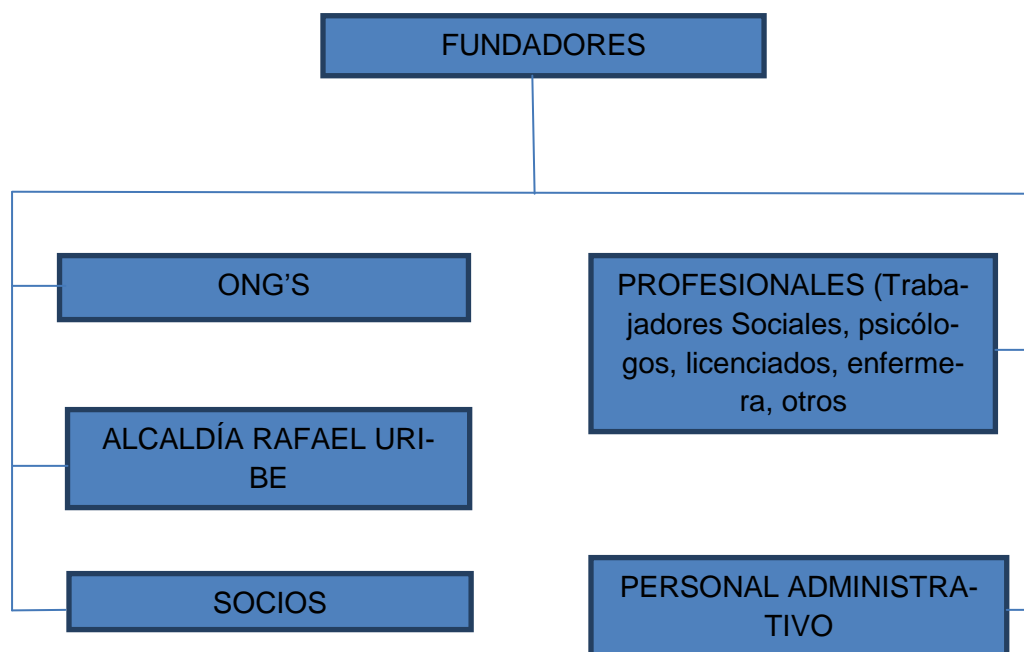 FUNDADORES
ONG'S
ALCALDÍA RAFAEL URI-
BE
SOCIOS
PROFESIONALES (Traba-
jadores Sociales, psicólo-
gos, licenciados, enferme-
ra, otros
PERSONAL ADMINISTRA-
TIVO